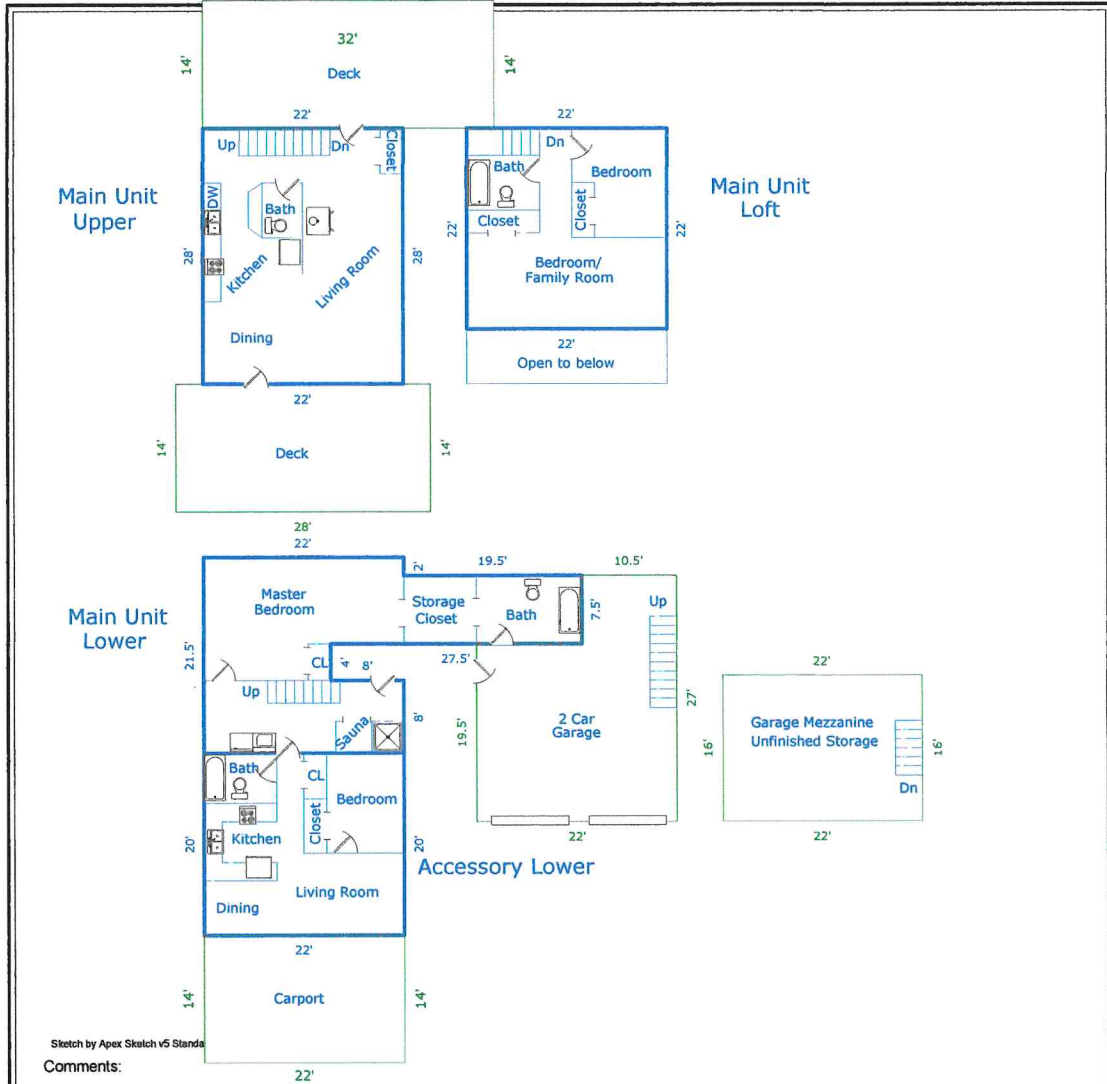 32'
14'
14'
Deck
22'
22'
Up
Dn
Closet
Dn
Bath
Bedroom
Main Unit
Upper
Main Unit
Loft
DW
Bath
Closet
Closet
28'
28'
22'
22'
Kitchen
Living Room
Bedroom/
Family Room
Dining
22'
Open to below
22'
14'
14'
Deck
28'
22'
2'
19.5'
10.5'
Master
Bedroom
Storage
Closet
Bath
7.5'
Up
Main Unit
Lower
21.5'
CL
4'
8'
27.5'
22'
Up
27'
8'
Sauna
19.5'
2 Car
Garage
16'
Garage Mezzanine
Unfinished Storage
16'
Dn
Bath
CL
Bedroom
Closet
20'
Kitchen
20'
22'
22'
Accessory Lower
Living Room
Dining
22'
14'
14'
Carport
Sketch by Apex Sketch v5 Standa
Comments:
22'